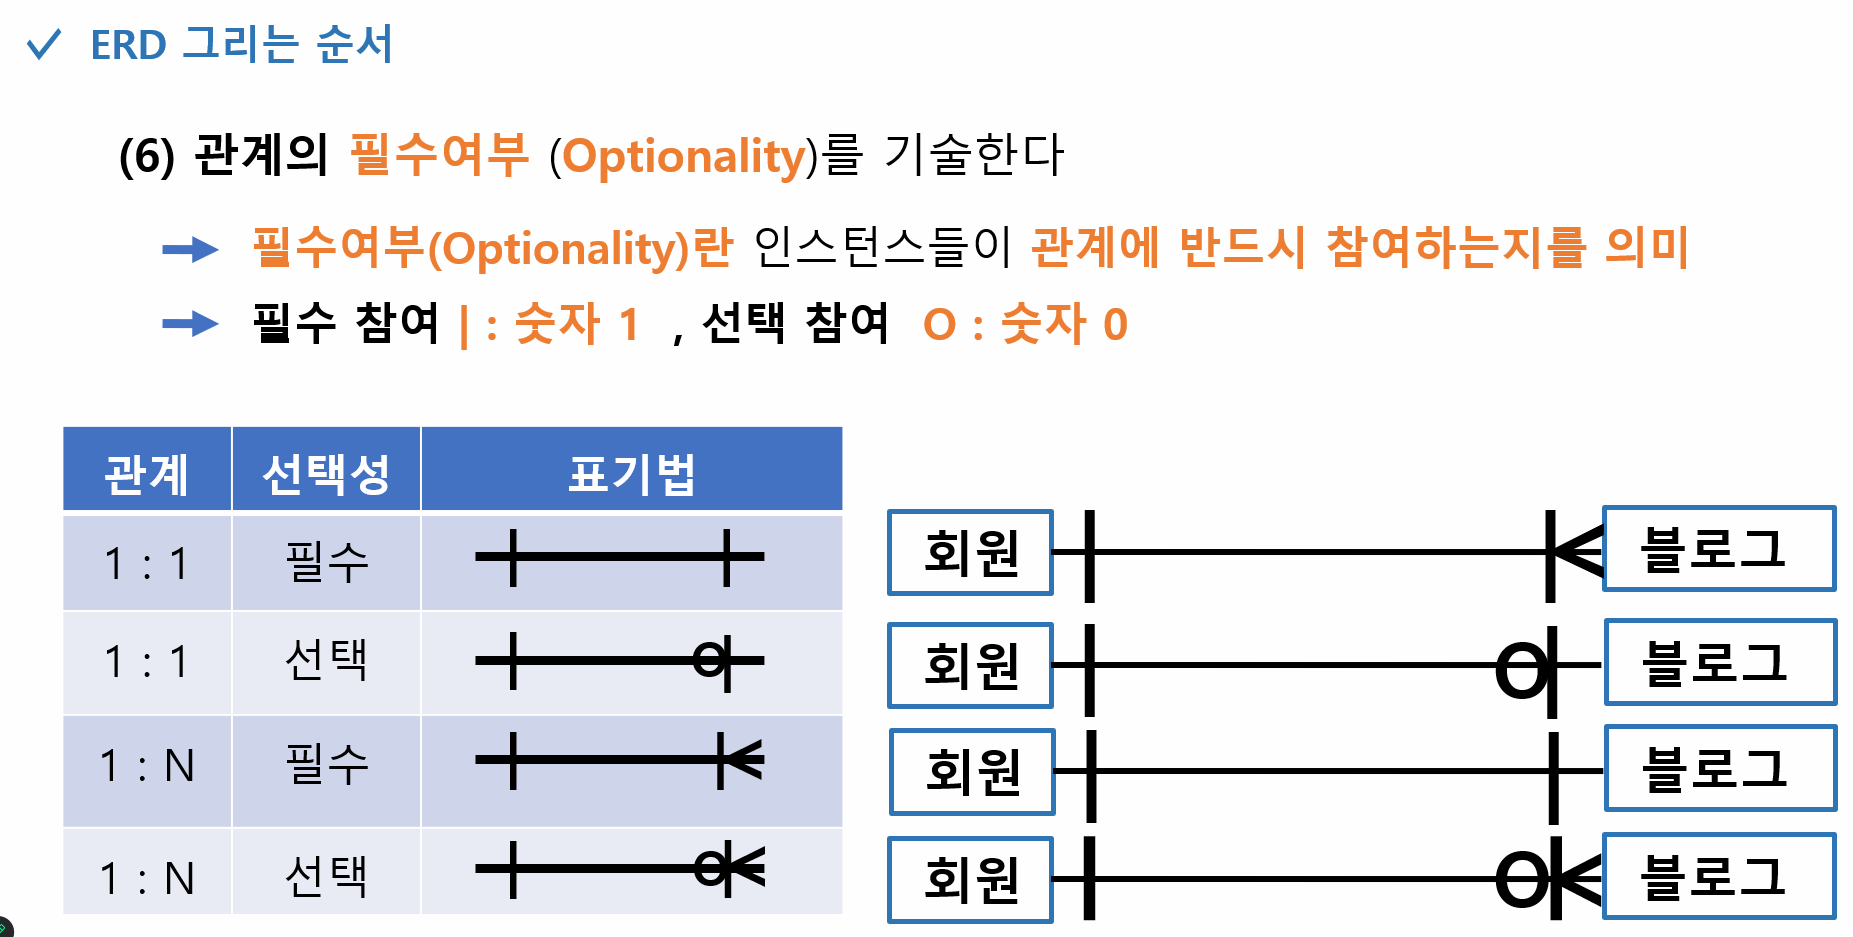 ✓ ERD 그리는 순서
(6) 관계의 필수여부 (Optionality)를 기술한다
필수여부(Optionality)란 인스턴스들이 관계에 반드시 참여하는지를 의미
필수 참여 | : 숫자 1 , 선택 참여 O : 숫자 0
관계 선택성 표기법
1 : 1 필수
1 : 1 선택
1 : N 필수
1 : N 선택
회원 블로그
회원 블로그
회원 블로그
회원 블로그